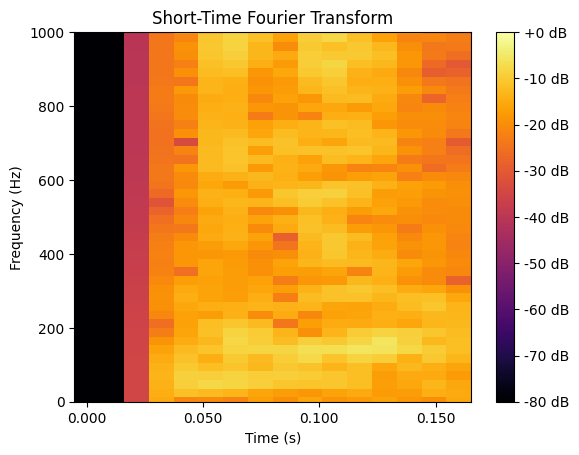 Short-Time Fourier Transform
1000
800
600
400
200
0
Frequency (Hz)
0.000
0.050
0.100
0.150
Time (s)
+0 dB
-10 dB
-20 dB
-30 dB
-40 dB
-50 dB
-60 dB
-70 dB
-80 dB